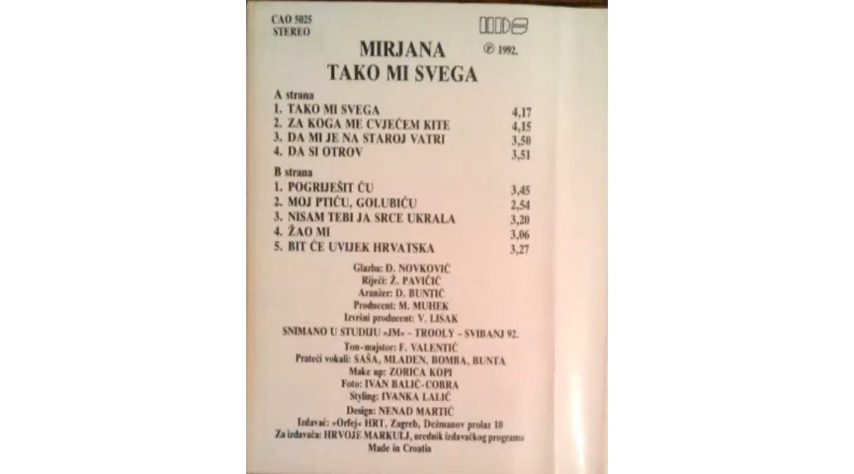 CAO 5025
STEREO
MIRJANA
TAKO MI SVEGA
℗ 1992.
A strana
1. TAKO MI SVEGA 4,17
2. ZA KOGA ME CVJEĆEM KITE 4,15
3. DA MI JE NA STAROJ VATRI 3,50
4. DA SI OTROV 3,51
B strana
1. POGRIJEŠIT ĆU 3,45
2. MOJ PTIĆU, GOLUBIĆU 2,54
3. NISAM TEBI JA SRCE UKRALA 3,20
4. ŽAO MI 3,06
5. BIT ĆE UVIJEK HRVATSKA 3,27
Glazba: D. NOVKOVIĆ
Riječi: Ž. PAVIČIĆ
Aranžer: D. BUNTIĆ
Producent: M. MUHEK
Izvršni producent: V. LISAK
SNIMANO U STUDIJU »JM« – TROOLY – SVIBANJ 92.
Ton-majstor: F. VALENTIĆ
Prateći vokali: SAŠA, MLADEN, BOMBA, BUNTA
Make up: ZORICA KOPI
Foto: IVAN BALIĆ-COBRA
Styling: IVANKA LALIĆ
Design: NENAD MARTIĆ
Izdavač: »Orfej« HRT, Zagreb, Dežmanov prolaz 10
Za izdavača: HRVOJE MARKULJ, urednik izdavačkog programa
Made in Croatia